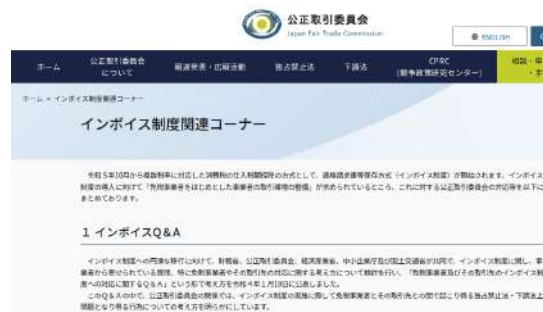 公正取引委員会
Japan Fair Trade Commission
ENGLISH
ホーム
公正取引委員会
について
報道発表・広報活動
独占禁止法
下請法
CPRC
(競争政策研究センター)
相談・申
・手
ホーム > インボイス制度関連コーナー
インボイス制度関連コーナー
令和5年10月から複数税率に対応した消費税の仕入税額控除の方式として、適格請求書等保存方式（インボイス制度）が開始されます。インボイス
制度の導入に向けて「免税事業者をはじめとした事業者の取引環境の整備」が求められているところ、これに対する公正取引委員会の対応等を以下に
まとめております。
1 インボイスQ&A
インボイス制度への円滑な移行に向けて、財務省、公正取引委員会、経済産業省、中小企業庁及び国土交通省が共同で、インボイス制度に関し、事
業者から寄せられている質問、特に免税事業者やその取引先の対応に関する考え方について検討を行い、「免税事業者及びその取引先のインボイス制
度への対応に関するQ&A」という形で考え方を令和4年1月19日に公表しました。
このQ&Aの中で、公正取引委員会の関係では、インボイス制度の実施に際して免税事業者とその取引先との間で起こり得る独占禁止法・下請法上
問題となり得る行為についての考え方を明らかにしています。